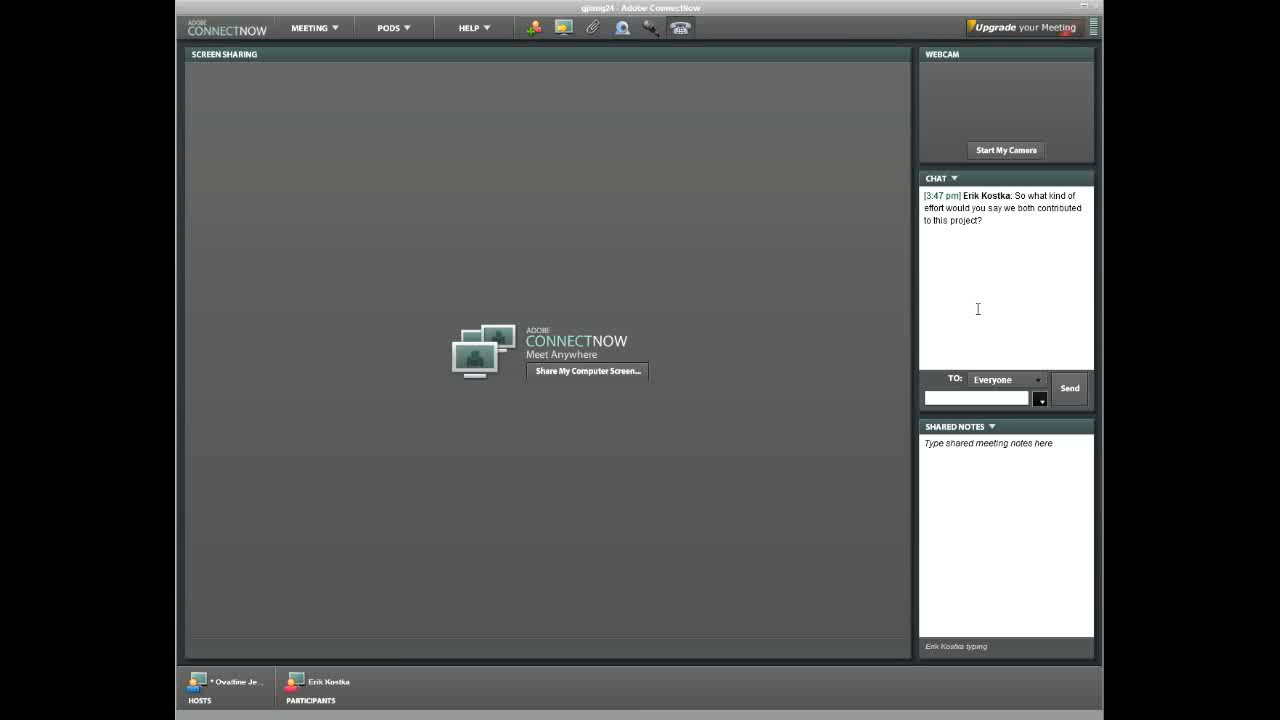 gjiang24 - Adobe ConnectNow
ADOBE
CONNECTNOW
MEETING
PODS
HELP
Upgrade your Meeting
SCREEN SHARING
WEBCAM
Start My Camera
CHAT
[3:47 pm] Erik Kostka: So what kind of
effort would you say we both contributed
to this project?
ADOBE
CONNECTNOW
Meet Anywhere
Share My Computer Screen...
TO: Everyone
Send
SHARED NOTES
Type shared meeting notes here
Erik Kostka typing
* Ovaltine Je...
HOSTS
Erik Kostka
PARTICIPANTS